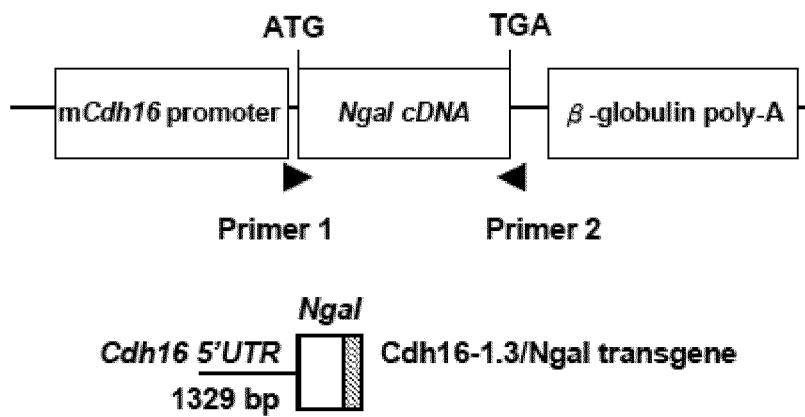 ATG TGA
mCdh16 promoter Ngal cDNA β-globulin poly-A
Primer 1 Primer 2
Ngal
Cdh16 5'UTR Cdh16-1.3/Ngal transgene
1329 bp